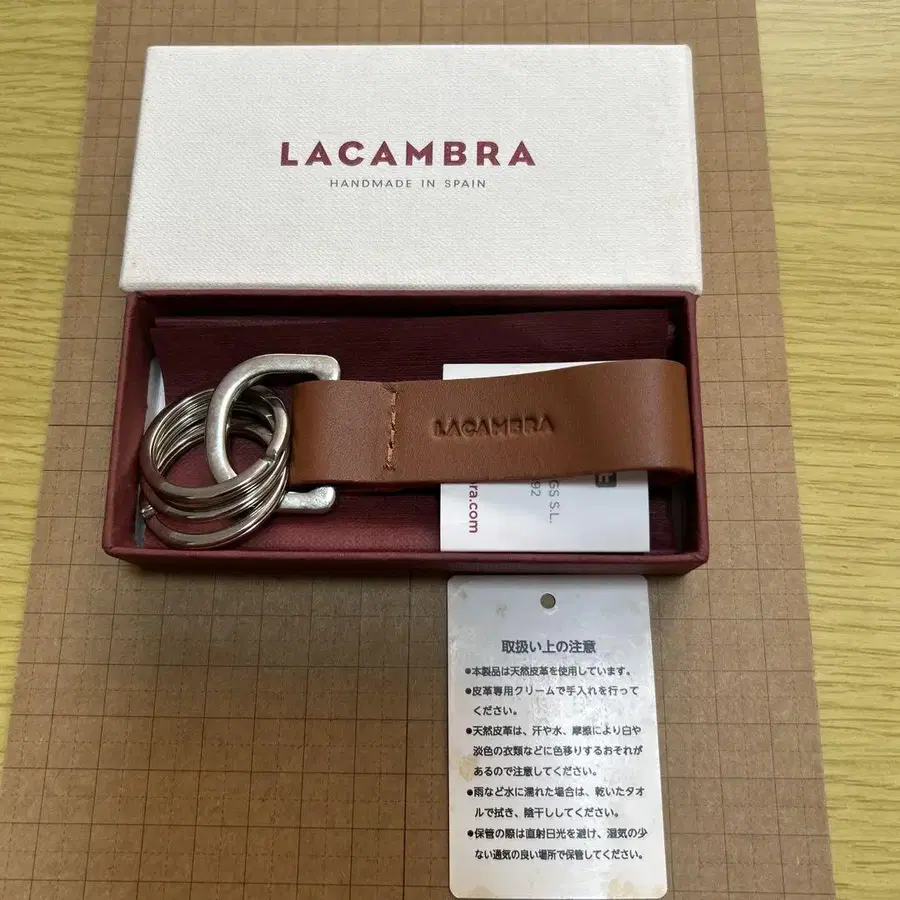 LACAMBRA
HANDMADE IN SPAIN
LACAMBRA
GS S.L.
92
ra.com
取扱い上の注意
●本製品は天然皮革を使用しています。
●皮革専用クリームで手入れを行って
ください。
●天然皮革は、汗や水、摩擦により白や
淡色の衣類などに色移りするおそれが
あるので注意してください。
●雨など水に濡れた場合は、乾いたタオ
ルで拭き、陰干ししてください。
●保管の際は直射日光を避け、湿気の少
ない通気の良い場所で保管してください。